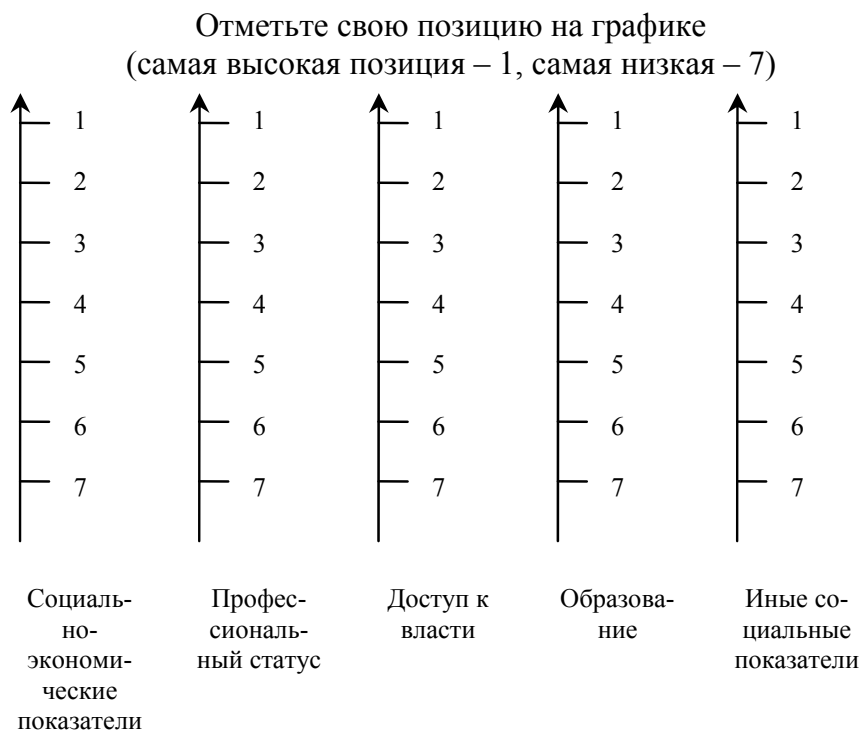 Отметьте свою позицию на графике
(самая высокая позиция – 1, самая низкая – 7)
1 1 1 1 1
2 2 2 2 2
3 3 3 3 3
4 4 4 4 4
5 5 5 5 5
6 6 6 6 6
7 7 7 7 7
Социаль-
но-
экономи-
ческие
показатели
Профес-
сиональ-
ный статус
Доступ к
власти
Образова-
ние
Иные со-
циальные
показатели